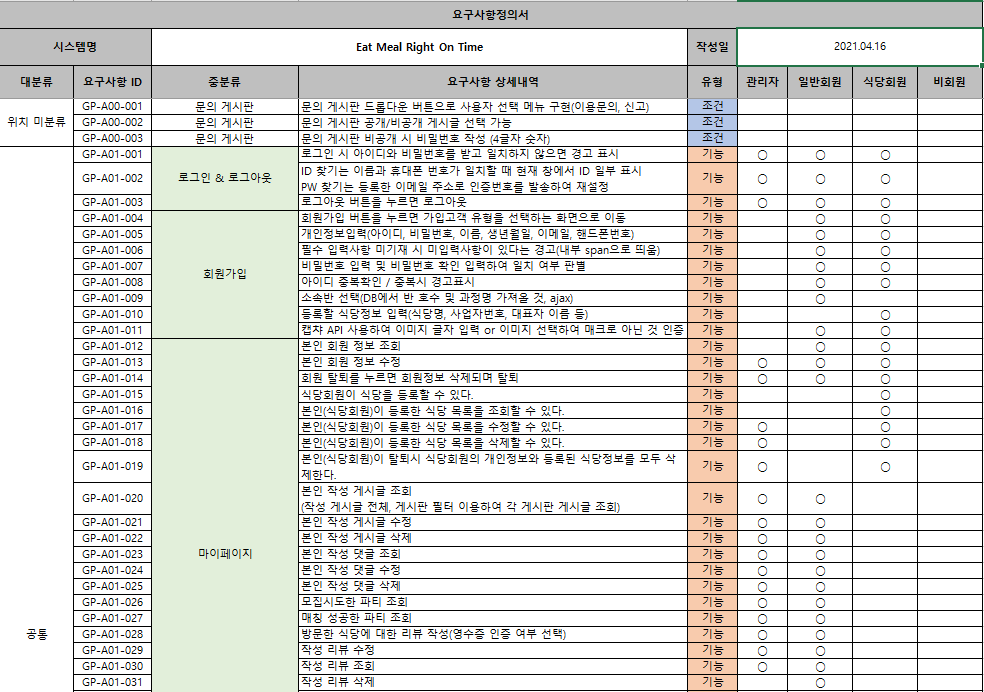 요구사항정의서
시스템명 Eat Meal Right On Time 작성일 2021.04.16
대분류 요구사항 ID 중분류 요구사항 상세내역 유형 관리자 일반회원 식당회원 비회원
위치 미분류
GP-A00-001 문의 게시판 문의 게시판 드롭다운 버튼으로 사용자 선택 메뉴 구현(이용문의, 신고) 조건
GP-A00-002 문의 게시판 문의 게시판 공개/비공개 게시글 선택 가능 조건
GP-A00-003 문의 게시판 문의 게시판 비공개 시 비밀번호 작성 (4글자 숫자) 조건
공통
로그인 & 로그아웃
GP-A01-001 로그인 시 아이디와 비밀번호를 받고 일치하지 않으면 경고 표시 기능 ○ ○ ○
GP-A01-002 ID 찾기는 이름과 휴대폰 번호가 일치할 때 현재 창에서 ID 일부 표시 기능 ○ ○ ○
PW 찾기는 등록한 이메일 주소로 인증번호를 발송하여 재설정
GP-A01-003 로그아웃 버튼을 누르면 로그아웃 기능 ○ ○ ○
회원가입
GP-A01-004 회원가입 버튼을 누르면 가입고객 유형을 선택하는 화면으로 이동 기능 ○ ○
GP-A01-005 개인정보입력(아이디, 비밀번호, 이름, 생년월일, 이메일, 핸드폰번호) 기능 ○ ○
GP-A01-006 필수 입력사항 미기재 시 미입력사항이 있다는 경고(내부 span으로 띄움) 기능 ○ ○
GP-A01-007 비밀번호 입력 및 비밀번호 확인 입력하여 일치 여부 판별 기능 ○ ○
GP-A01-008 아이디 중복확인 / 중복시 경고표시 기능 ○ ○
GP-A01-009 소속반 선택(DB에서 반 호수 및 과정명 가져올 것, ajax) 기능 ○
GP-A01-010 등록할 식당정보 입력(식당명, 사업자번호, 대표자 이름 등) 기능 ○
GP-A01-011 캡챠 API 사용하여 이미지 글자 입력 or 이미지 선택하여 매크로 아닌 것 인증 기능 ○ ○
마이페이지
GP-A01-012 본인 회원 정보 조회 기능 ○ ○
GP-A01-013 본인 회원 정보 수정 기능 ○ ○ ○
GP-A01-014 회원 탈퇴를 누르면 회원정보 삭제되며 탈퇴 기능 ○ ○ ○
GP-A01-015 식당회원이 식당을 등록할 수 있다. 기능 ○
GP-A01-016 본인(식당회원)이 등록한 식당 목록을 조회할 수 있다. 기능 ○
GP-A01-017 본인(식당회원)이 등록한 식당 목록을 수정할 수 있다. 기능 ○ ○
GP-A01-018 본인(식당회원)이 등록한 식당 목록을 삭제할 수 있다. 기능 ○ ○
GP-A01-019 본인(식당회원)이 탈퇴시 식당회원의 개인정보와 등록된 식당정보를 모두 삭 기능 ○ ○
제한다.
GP-A01-020 본인 작성 게시글 조회 기능 ○ ○
(작성 게시글 전체, 게시판 필터 이용하여 각 게시판 게시글 조회)
GP-A01-021 본인 작성 게시글 수정 기능 ○ ○
GP-A01-022 본인 작성 게시글 삭제 기능 ○ ○
GP-A01-023 본인 작성 댓글 조회 기능 ○ ○
GP-A01-024 본인 작성 댓글 수정 기능 ○ ○
GP-A01-025 본인 작성 댓글 삭제 기능 ○ ○
GP-A01-026 모집시도한 파티 조회 기능 ○ ○
GP-A01-027 매칭 성공한 파티 조회 기능 ○ ○
GP-A01-028 방문한 식당에 대한 리뷰 작성(영수증 인증 여부 선택) 기능 ○ ○
GP-A01-029 작성 리뷰 수정 기능 ○ ○
GP-A01-030 작성 리뷰 조회 기능 ○ ○
GP-A01-031 작성 리뷰 삭제 기능 ○